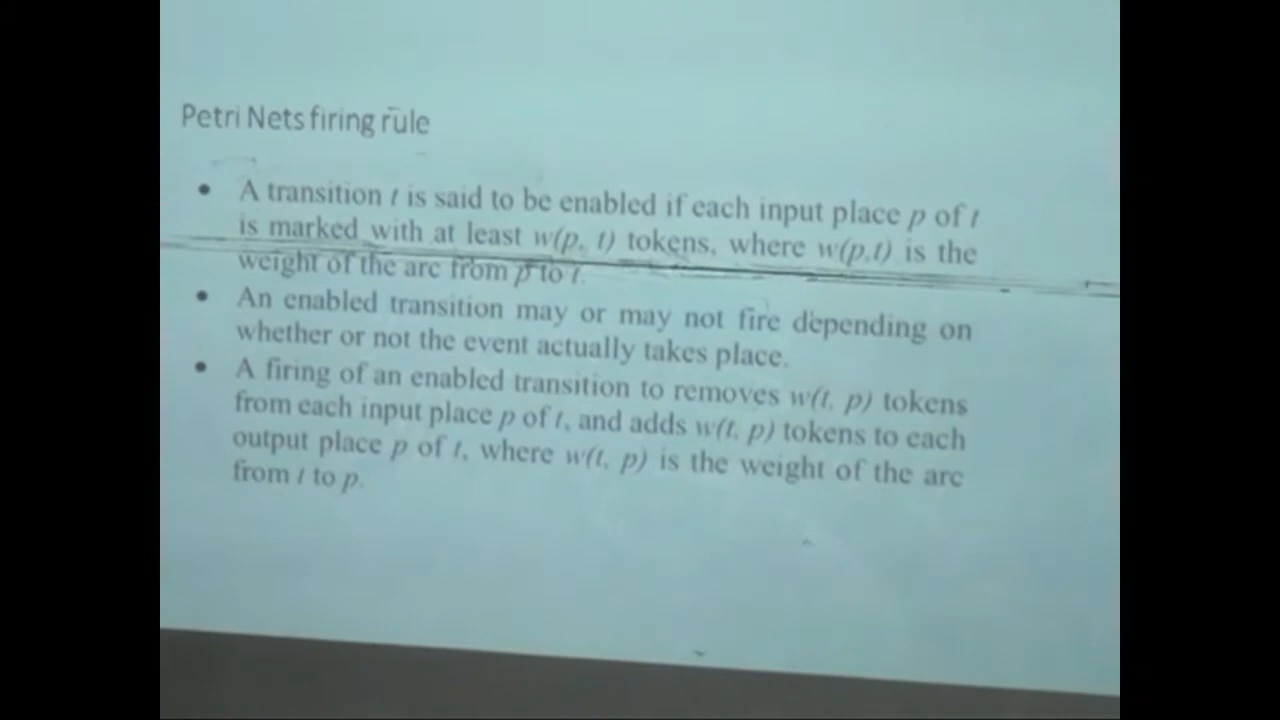 Petri Nets firing rule
• A transition t is said to be enabled if each input place p of t
is marked with at least w(p, t) tokens, where w(p,t) is the
weight of the arc from p to t.
• An enabled transition may or may not fire depending on
whether or not the event actually takes place.
• A firing of an enabled transition to removes w(t, p) tokens
from each input place p of t, and adds w(t, p) tokens to each
output place p of t, where w(t, p) is the weight of the arc
from t to p.